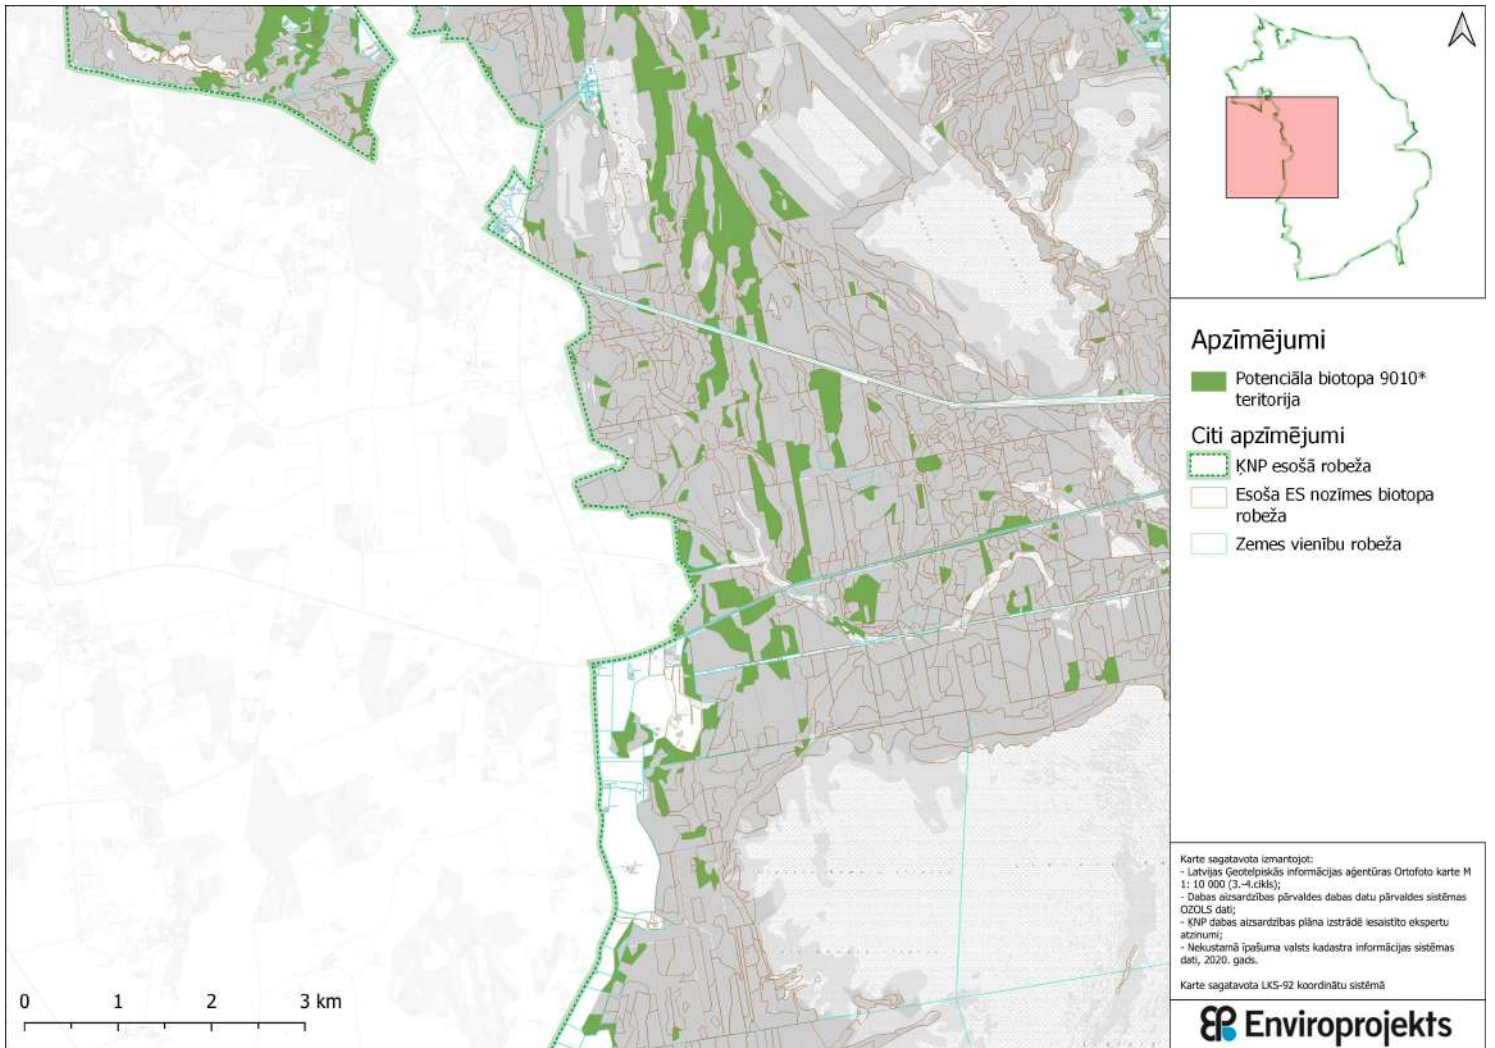 Apzīmējumi
Potenciāla biotopa 9010*
teritorija
Citi apzīmējumi
ĶNP esošā robeža
Esoša ES nozīmes biotopa
robeža
Zemes vienību robeža
Karte sagatavota izmantojot:
- Latvijas Ģeotelpiskās informācijas aģentūras Ortofoto karte M
1: 10 000 (3.-4.cikls);
- Dabas aizsardzības pārvaldes dabas datu pārvaldes sistēmas
OZOLS dati;
- ĶNP dabas aizsardzības plāna izstrādē iesaistīto ekspertu
atzinumi;
- Nekustamā īpašuma valsts kadastra informācijas sistēmas
dati, 2020. gads.
Karte sagatavota LKS-92 koordinātu sistēmā
Enviroprojekts
0 1 2 3 km